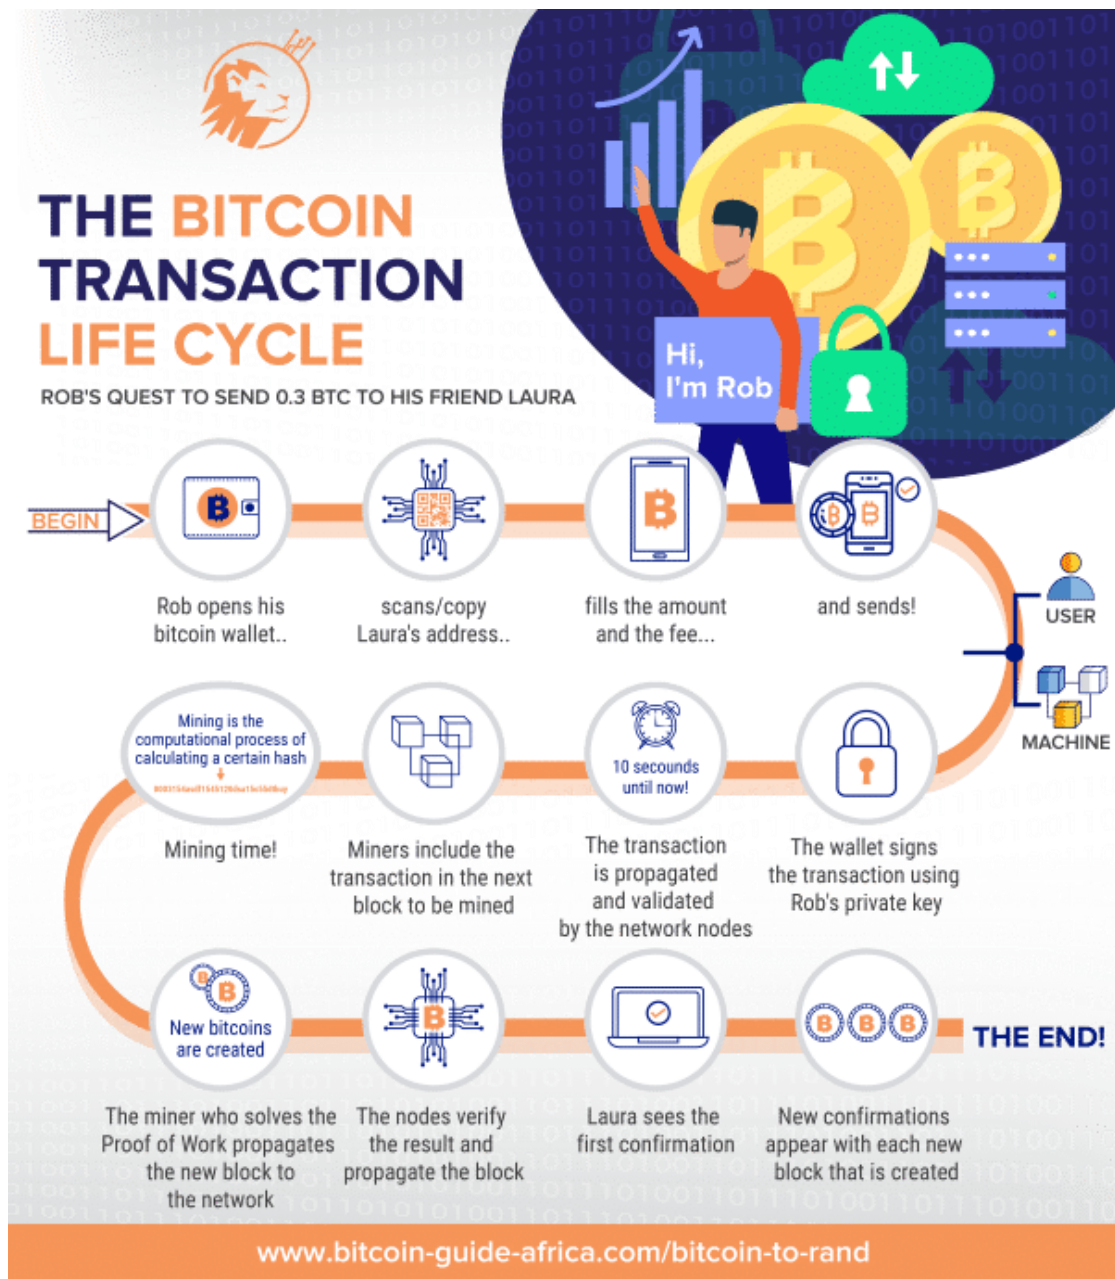 THE BITCOIN
TRANSACTION
LIFE CYCLE
ROB'S QUEST TO SEND 0.3 BTC TO HIS FRIEND LAURA
Hi,
I'm Rob
BEGIN
Rob opens his
bitcoin wallet..
scans/copy
Laura's address..
fills the amount
and the fee...
and sends!
USER
MACHINE
The wallet signs
the transaction using
Rob's private key
10 secounds
until now!
The transaction
is propagated
and validated
by the network nodes
Miners include the
transaction in the next
block to be mined
Mining is the
computational process of
calculating a certain hash
Mining time!
New bitcoins
are created
The miner who solves the
Proof of Work propagates
the new block to
the network
The nodes verify
the result and
propagate the block
Laura sees the
first confirmation
New confirmations
appear with each new
block that is created
THE END!
www.bitcoin-guide-africa.com/bitcoin-to-rand